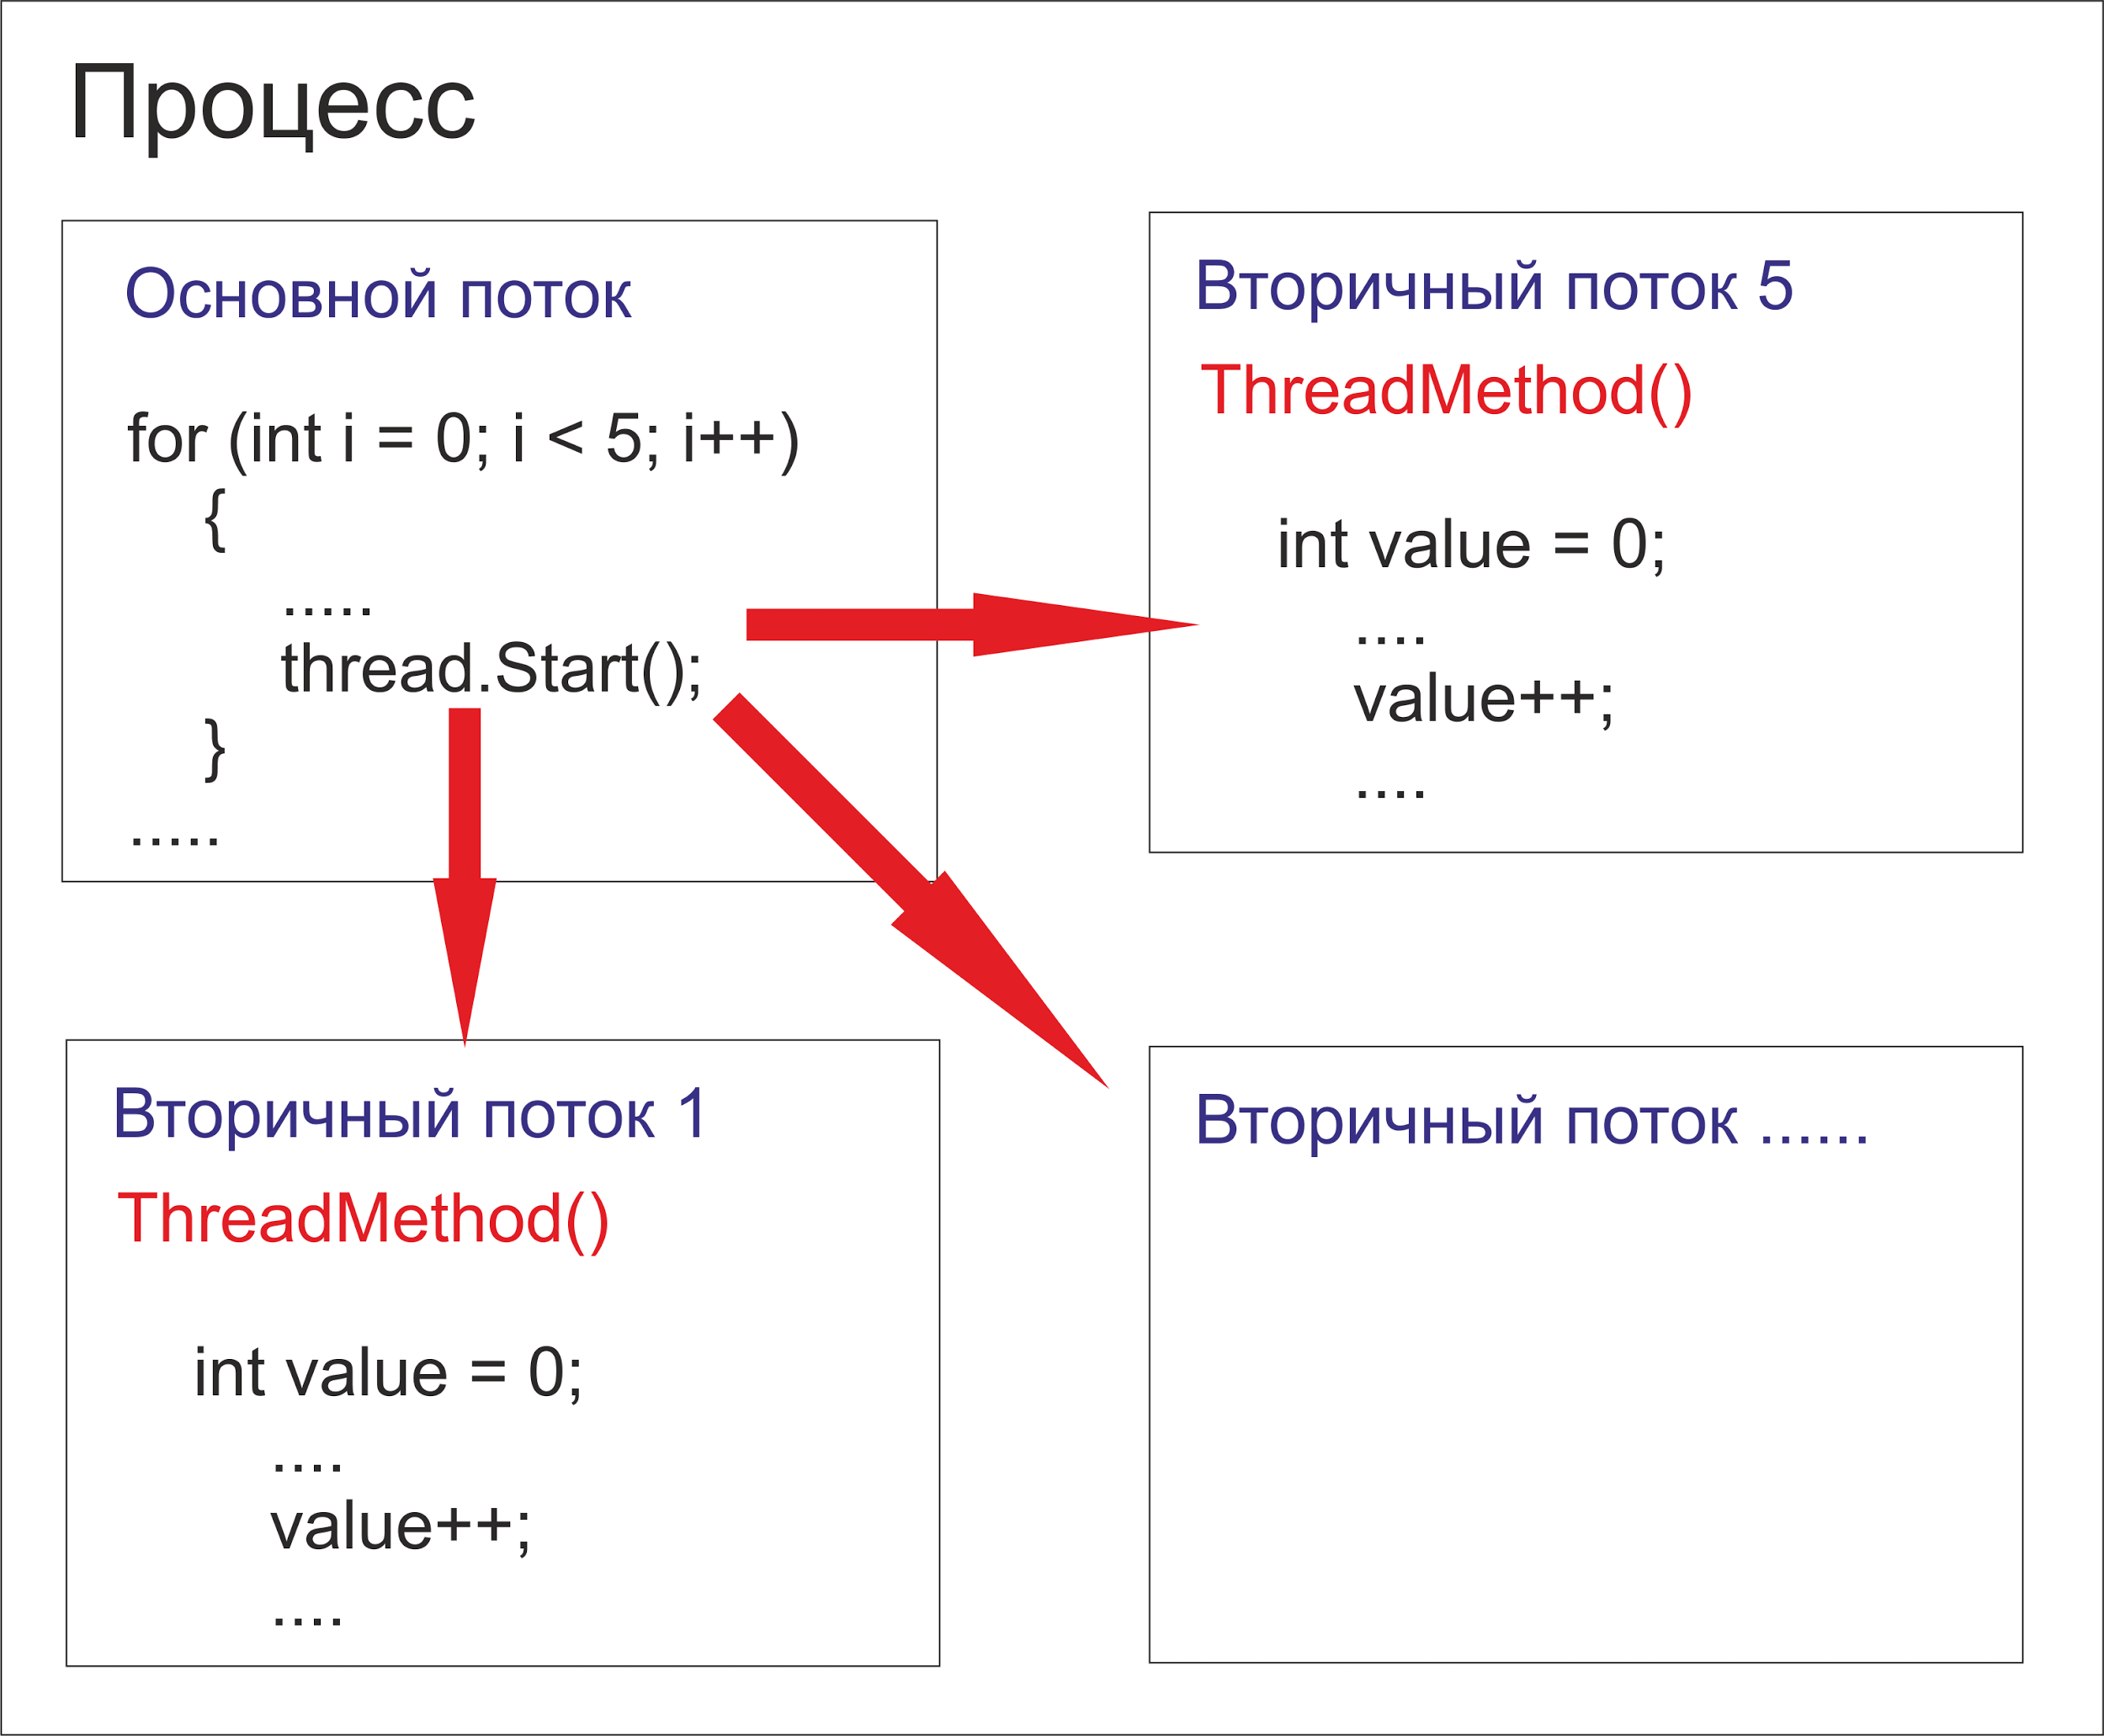 Процесс
Основной поток
for (int i = 0; i < 5; i++)
{
.....
thread.Start();
}
.....
Вторичный поток 5
ThreadMethod()
int value = 0;
....
value++;
....
Вторичный поток 1
ThreadMethod()
int value = 0;
....
value++;
....
Вторичный поток ......